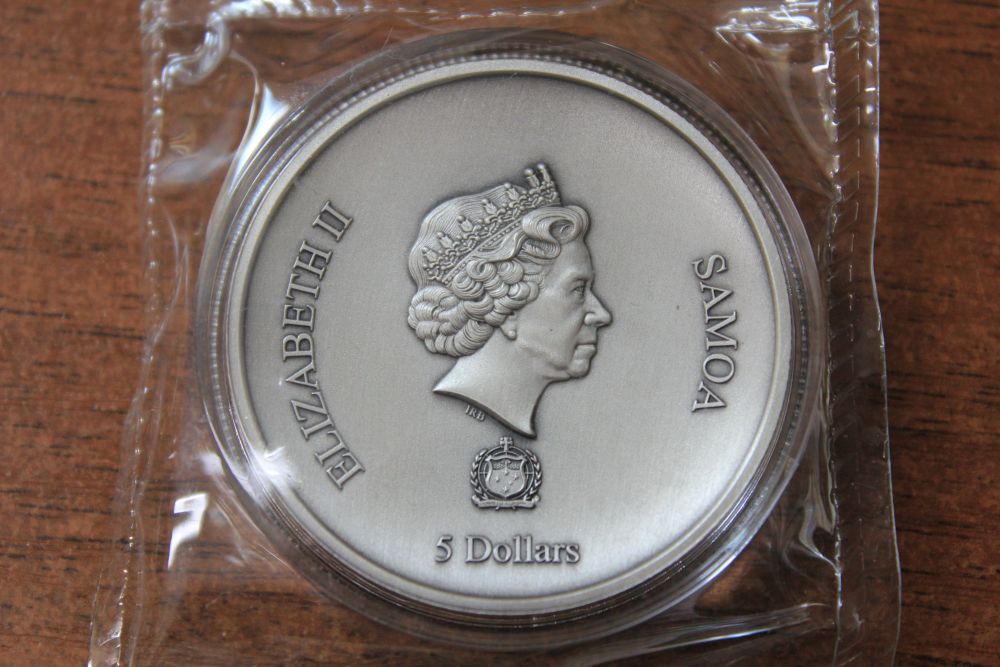 ELIZABETH II
SAMOA
IRB
5 Dollars